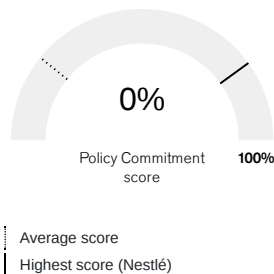 0%
Policy Commitment
score
100%
Average score
Highest score (Nestlé)